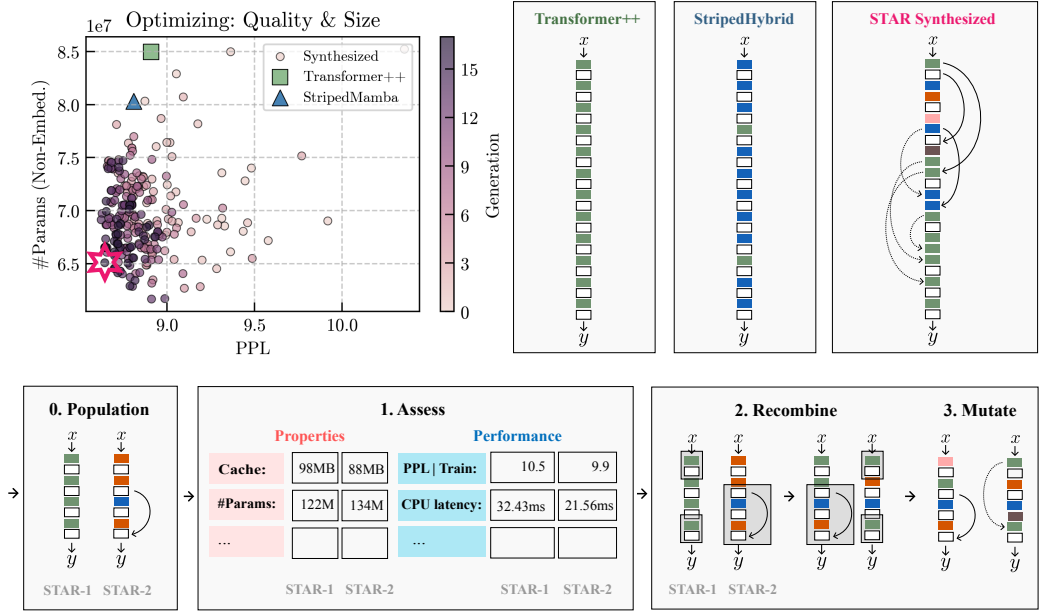 Optimizing: Quality & Size
1e7
8.5
8.0
7.5
7.0
6.5
#Params (Non-Embed.)
9.0
9.5
10.0
PPL
Synthesized
Transformer++
StripedMamba
15
12
9
6
3
0
Generation
Transformer++
x
y
StripedHybrid
x
y
STAR Synthesized
x
y
0. Population
x
x
y
y
STAR-1
STAR-2
1. Assess
Properties
Performance
Cache:
98MB
88MB
PPL | Train:
10.5
9.9
#Params:
122M
134M
CPU latency:
32.43ms
21.56ms
...
...
STAR-1
STAR-2
STAR-1
STAR-2
2. Recombine
3. Mutate
x
x
x
x
x
x
y
y
y
y
y
y
STAR-1
STAR-2